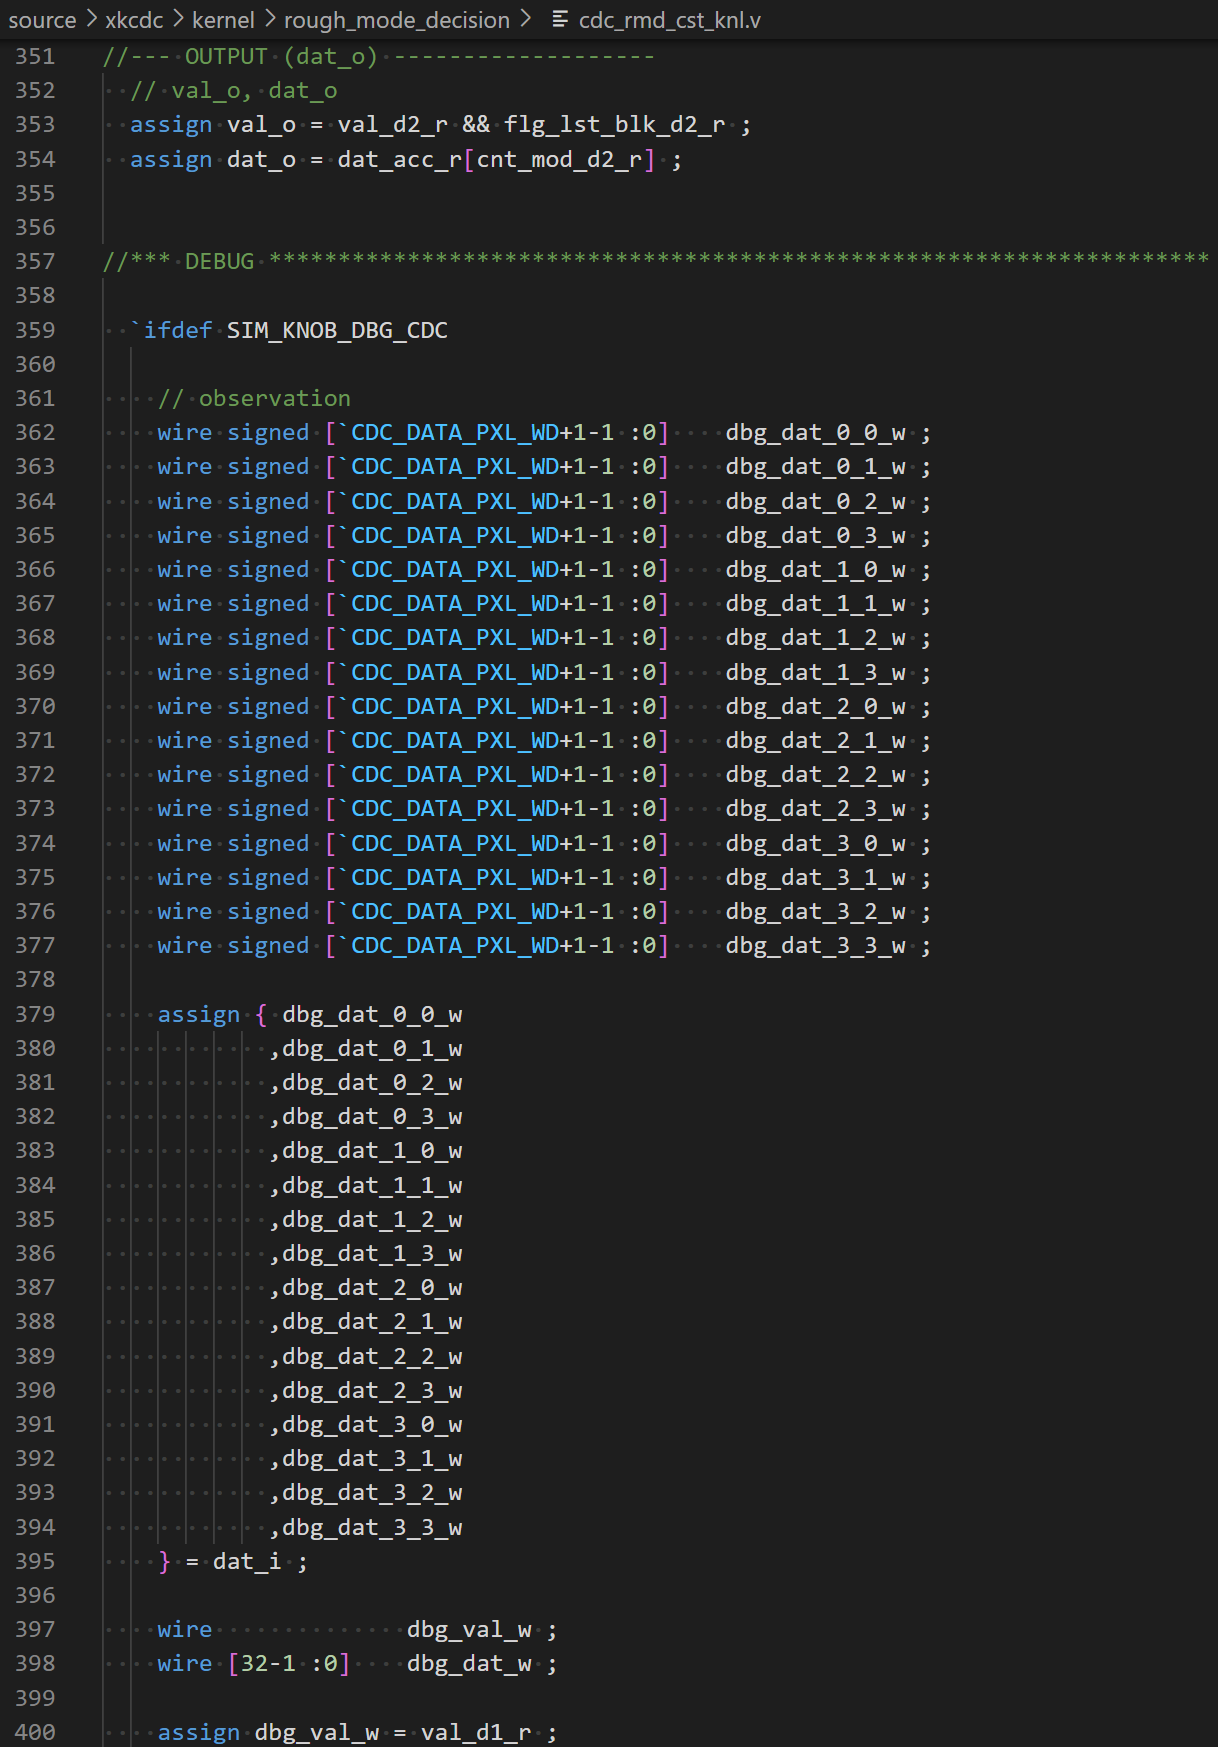 source > xkcdc > kernel > rough_mode_decision > cdc_rmd_cst_knl.v
351 //--- OUTPUT (dat_o) -------------------
352   // val_o, dat_o
353   assign val_o = val_d2_r && flg_lst_blk_d2_r ;
354   assign dat_o = dat_acc_r[cnt_mod_d2_r] ;
355
356
357 //*** DEBUG ********************************************************************
358
359   `ifdef SIM_KNOB_DBG_CDC
360
361     // observation
362     wire signed [`CDC_DATA_PXL_WD+1-1 :0]    dbg_dat_0_0_w ;
363     wire signed [`CDC_DATA_PXL_WD+1-1 :0]    dbg_dat_0_1_w ;
364     wire signed [`CDC_DATA_PXL_WD+1-1 :0]    dbg_dat_0_2_w ;
365     wire signed [`CDC_DATA_PXL_WD+1-1 :0]    dbg_dat_0_3_w ;
366     wire signed [`CDC_DATA_PXL_WD+1-1 :0]    dbg_dat_1_0_w ;
367     wire signed [`CDC_DATA_PXL_WD+1-1 :0]    dbg_dat_1_1_w ;
368     wire signed [`CDC_DATA_PXL_WD+1-1 :0]    dbg_dat_1_2_w ;
369     wire signed [`CDC_DATA_PXL_WD+1-1 :0]    dbg_dat_1_3_w ;
370     wire signed [`CDC_DATA_PXL_WD+1-1 :0]    dbg_dat_2_0_w ;
371     wire signed [`CDC_DATA_PXL_WD+1-1 :0]    dbg_dat_2_1_w ;
372     wire signed [`CDC_DATA_PXL_WD+1-1 :0]    dbg_dat_2_2_w ;
373     wire signed [`CDC_DATA_PXL_WD+1-1 :0]    dbg_dat_2_3_w ;
374     wire signed [`CDC_DATA_PXL_WD+1-1 :0]    dbg_dat_3_0_w ;
375     wire signed [`CDC_DATA_PXL_WD+1-1 :0]    dbg_dat_3_1_w ;
376     wire signed [`CDC_DATA_PXL_WD+1-1 :0]    dbg_dat_3_2_w ;
377     wire signed [`CDC_DATA_PXL_WD+1-1 :0]    dbg_dat_3_3_w ;
378
379     assign { dbg_dat_0_0_w
380             ,dbg_dat_0_1_w
381             ,dbg_dat_0_2_w
382             ,dbg_dat_0_3_w
383             ,dbg_dat_1_0_w
384             ,dbg_dat_1_1_w
385             ,dbg_dat_1_2_w
386             ,dbg_dat_1_3_w
387             ,dbg_dat_2_0_w
388             ,dbg_dat_2_1_w
389             ,dbg_dat_2_2_w
390             ,dbg_dat_2_3_w
391             ,dbg_dat_3_0_w
392             ,dbg_dat_3_1_w
393             ,dbg_dat_3_2_w
394             ,dbg_dat_3_3_w
395     } = dat_i ;
396
397     wire              dbg_val_w ;
398     wire [32-1 :0]    dbg_dat_w ;
399
400     assign dbg_val_w = val_d1_r ;